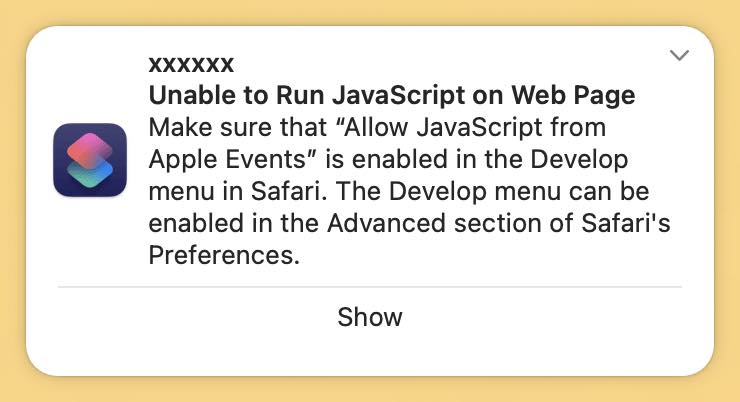 xxxxxx
Unable to Run JavaScript on Web Page
Make sure that “Allow JavaScript from
Apple Events” is enabled in the Develop
menu in Safari. The Develop menu can be
enabled in the Advanced section of Safari's
Preferences.
Show